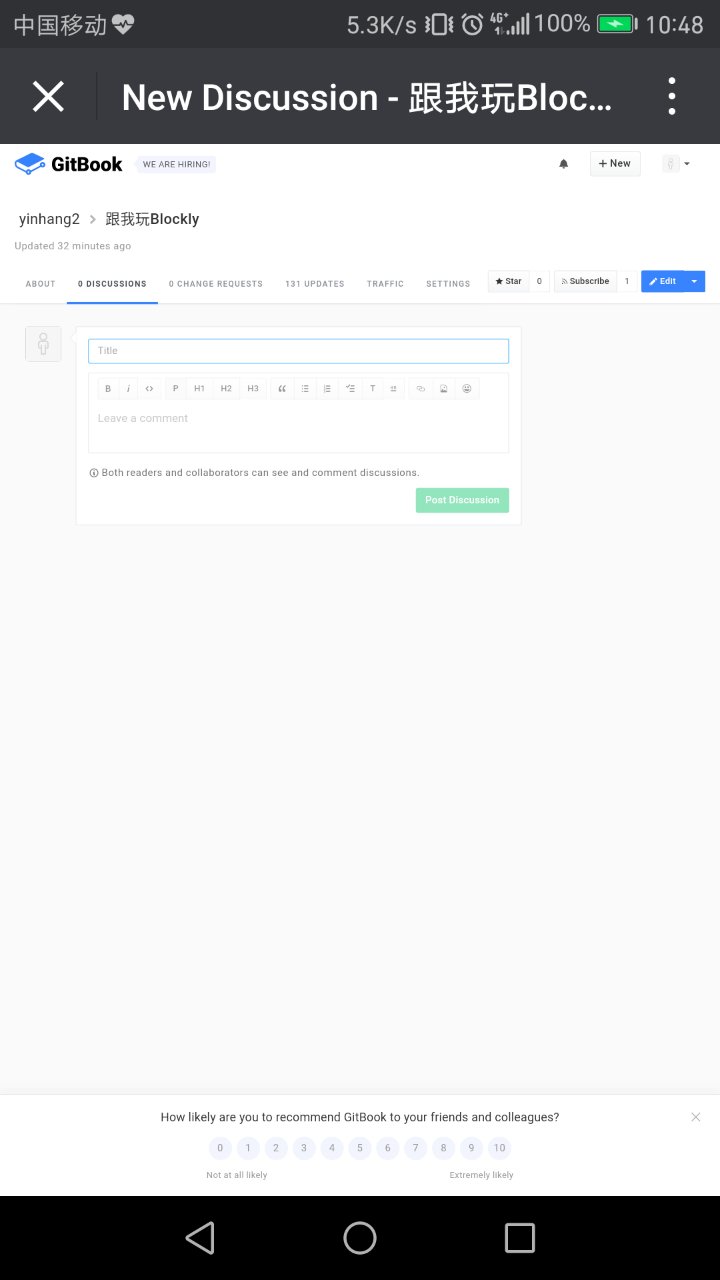 中国移动 5.3K/s 4G+ 100% 10:48
New Discussion - 跟我玩Bloc...
GitBook WE ARE HIRING! + New
yinhang2 > 跟我玩Blockly
Updated 32 minutes ago
ABOUT 0 DISCUSSIONS 0 CHANGE REQUESTS 131 UPDATES TRAFFIC SETTINGS Star 0 Subscribe 1 Edit
Title
B i <> P H1 H2 H3 T
Leave a comment
Both readers and collaborators can see and comment discussions.
Post Discussion
How likely are you to recommend GitBook to your friends and colleagues?
0 1 2 3 4 5 6 7 8 9 10
Not at all likely Extremely likely